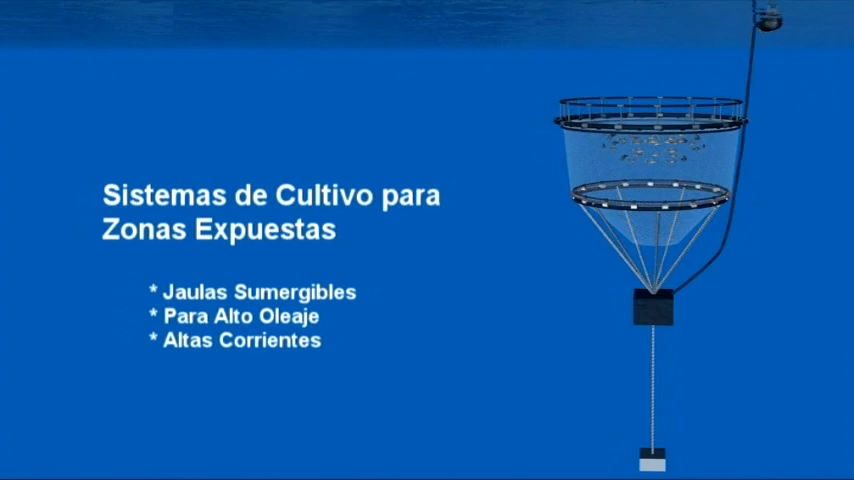 Sistemas de Cultivo para
Zonas Expuestas
* Jaulas Sumergibles
* Para Alto Oleaje
* Altas Corrientes